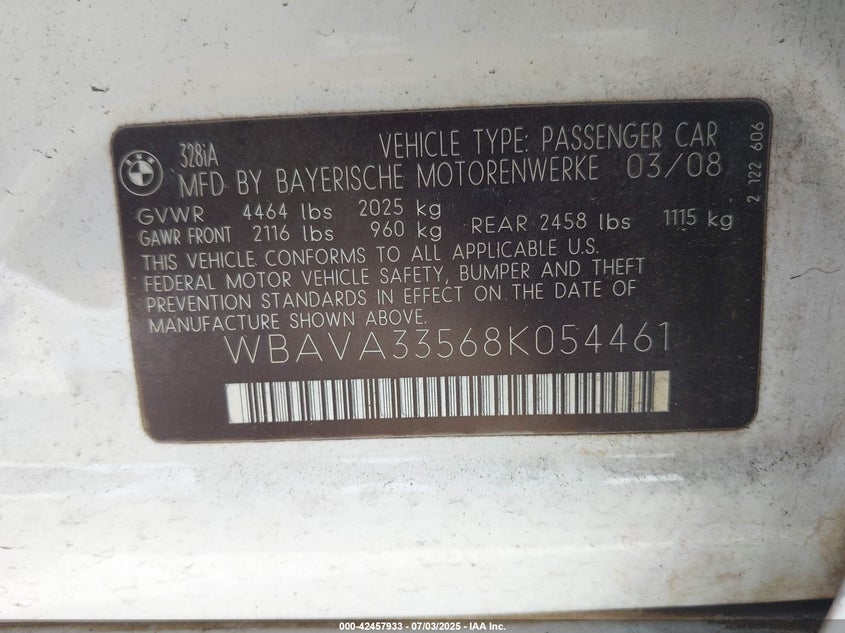 BMW
328iA
VEHICLE TYPE: PASSENGER CAR
MFD BY BAYERISCHE MOTORENWERKE 03/08
GVWR 4464 lbs 2025 kg
GAWR FRONT 2116 lbs 960 kg REAR 2458 lbs 1115 kg
THIS VEHICLE CONFORMS TO ALL APPLICABLE U.S.
FEDERAL MOTOR VEHICLE SAFETY, BUMPER AND THEFT
PREVENTION STANDARDS IN EFFECT ON THE DATE OF
MANUFACTURE SHOWN ABOVE.
WBAVA33568K054461
2 122 606
000-42457933 - 07/03/2025 - IAA Inc.